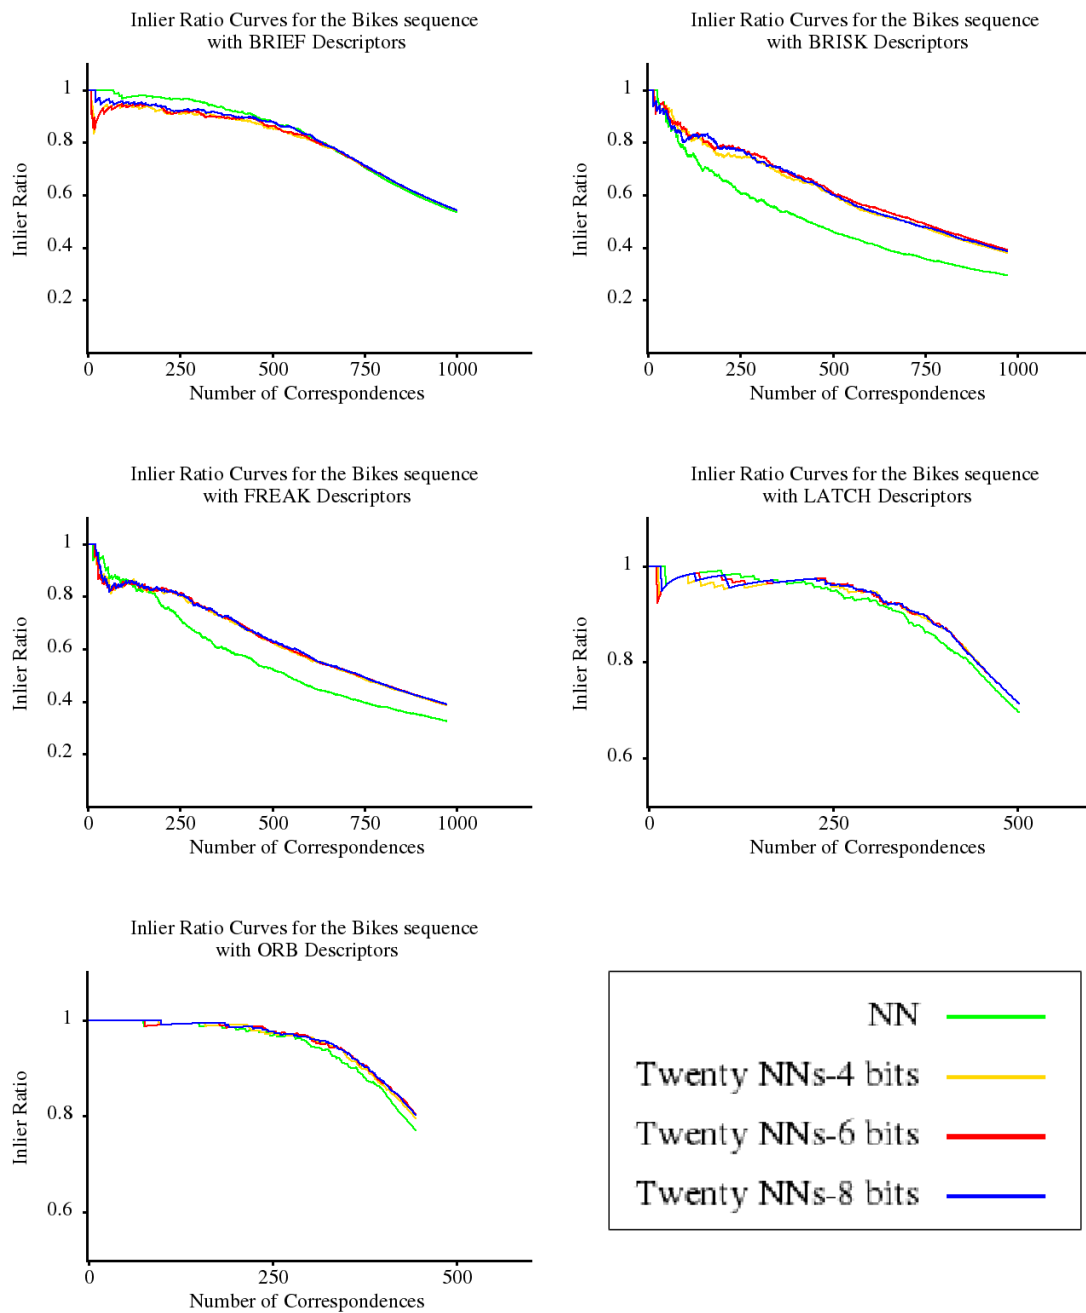 Inlier Ratio Curves for the Bikes sequence
with BRIEF Descriptors
1
0.8
0.6
0.4
0.2
Inlier Ratio
0 250 500 750 1000
Number of Correspondences
Inlier Ratio Curves for the Bikes sequence
with BRISK Descriptors
1
0.8
0.6
0.4
0.2
Inlier Ratio
0 250 500 750 1000
Number of Correspondences
Inlier Ratio Curves for the Bikes sequence
with FREAK Descriptors
1
0.8
0.6
0.4
0.2
Inlier Ratio
0 250 500 750 1000
Number of Correspondences
Inlier Ratio Curves for the Bikes sequence
with LATCH Descriptors
1
0.8
0.6
Inlier Ratio
0 250 500
Number of Correspondences
Inlier Ratio Curves for the Bikes sequence
with ORB Descriptors
1
0.8
0.6
Inlier Ratio
0 250 500
Number of Correspondences
NN
Twenty NNs-4 bits
Twenty NNs-6 bits
Twenty NNs-8 bits